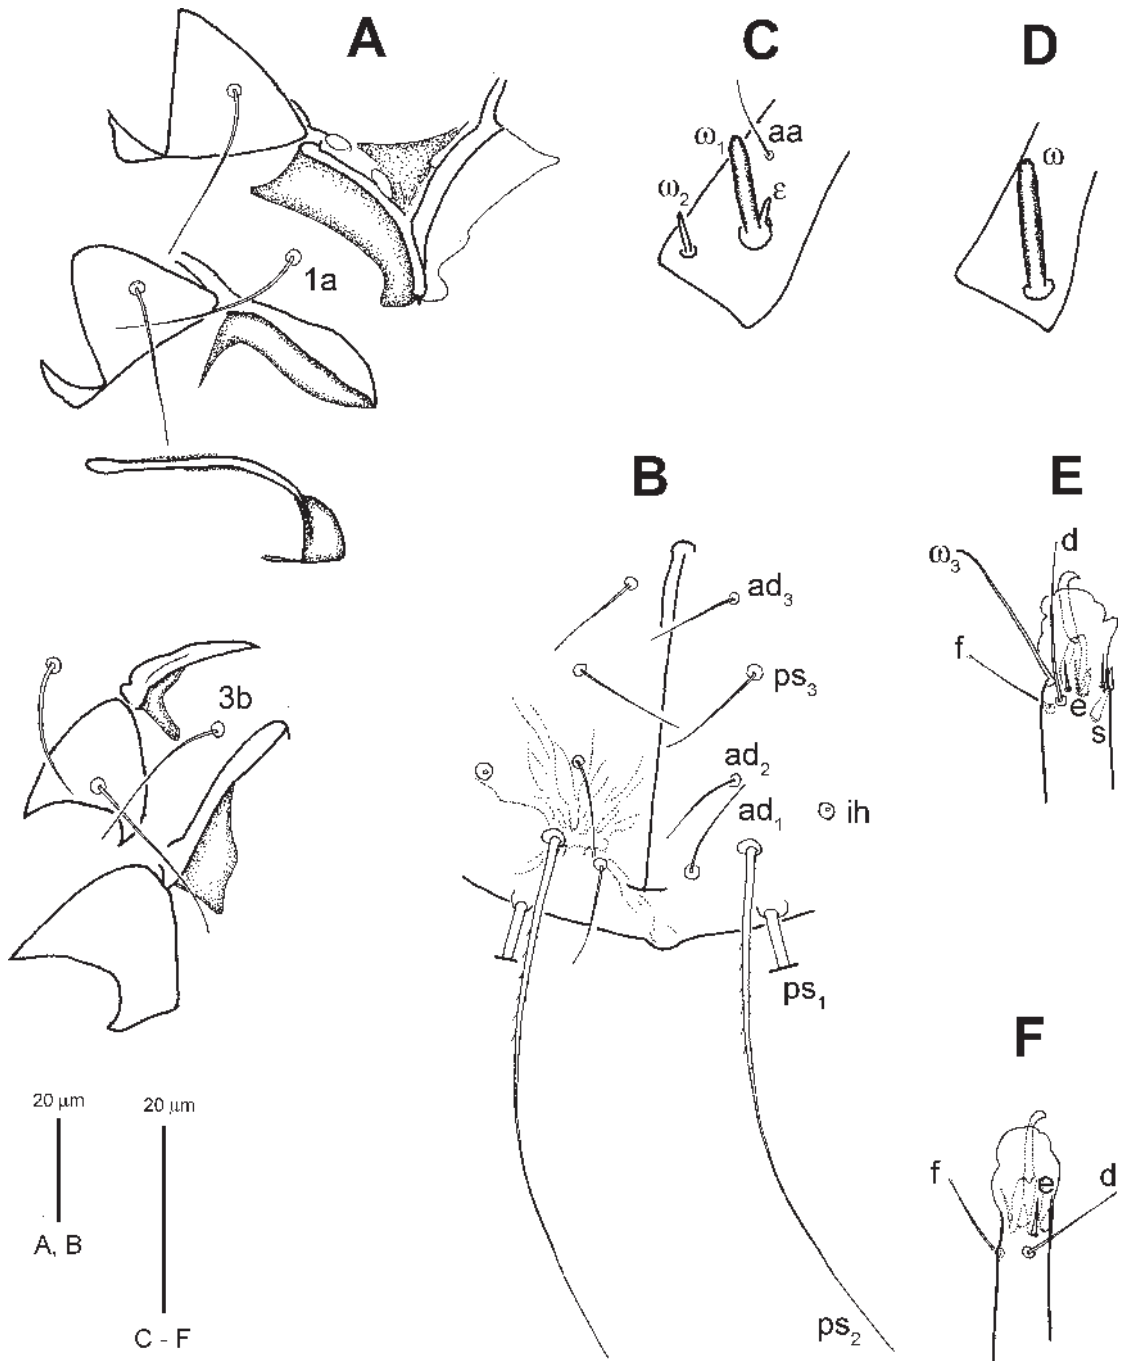 A
1a
3b
20 μm
A, B
20 μm
C - F
B
ad₃
ps₃
ad₂
ad₁
ih
ps₁
ps₂
C
aa
ω₁
ω₂
ε
D
ω
E
d
ω₃
f
e
s
F
f
e
d